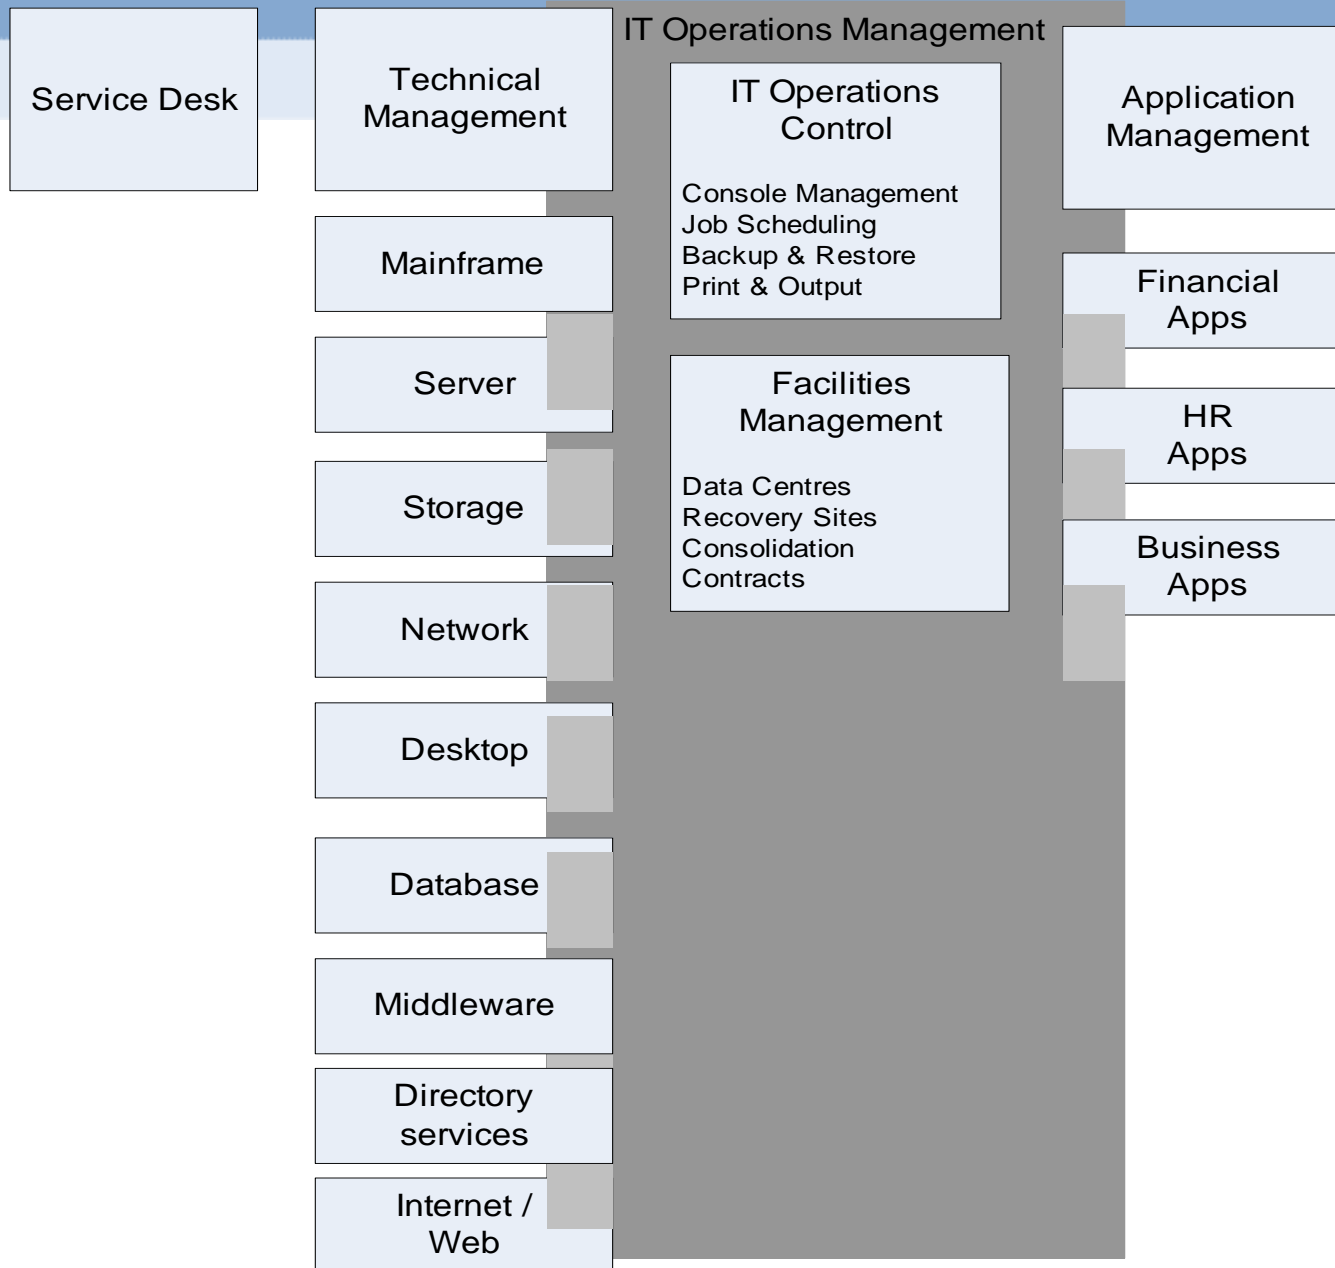 Service Desk
Technical
Management
Mainframe
Server
Storage
Network
Desktop
Database
Middleware
Directory
services
Internet /
Web
IT Operations Management
IT Operations
Control
Console Management
Job Scheduling
Backup & Restore
Print & Output
Facilities
Management
Data Centres
Recovery Sites
Consolidation
Contracts
Application
Management
Financial
Apps
HR
Apps
Business
Apps